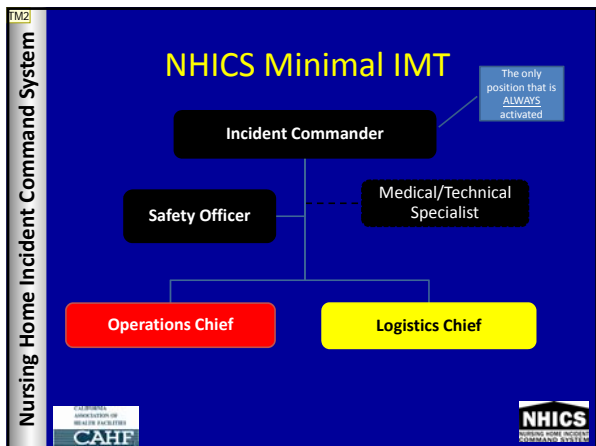 TM2
Nursing Home Incident Command System
NHICS Minimal IMT
The only
position that is
ALWAYS
activated
Incident Commander
Safety Officer
Medical/Technical
Specialist
Operations Chief
Logistics Chief
CALIFORNIA
ASSOCIATION OF
HEALTH FACILITIES
CAHF
NHICS
NURSING HOME INCIDENT
COMMAND SYSTEM